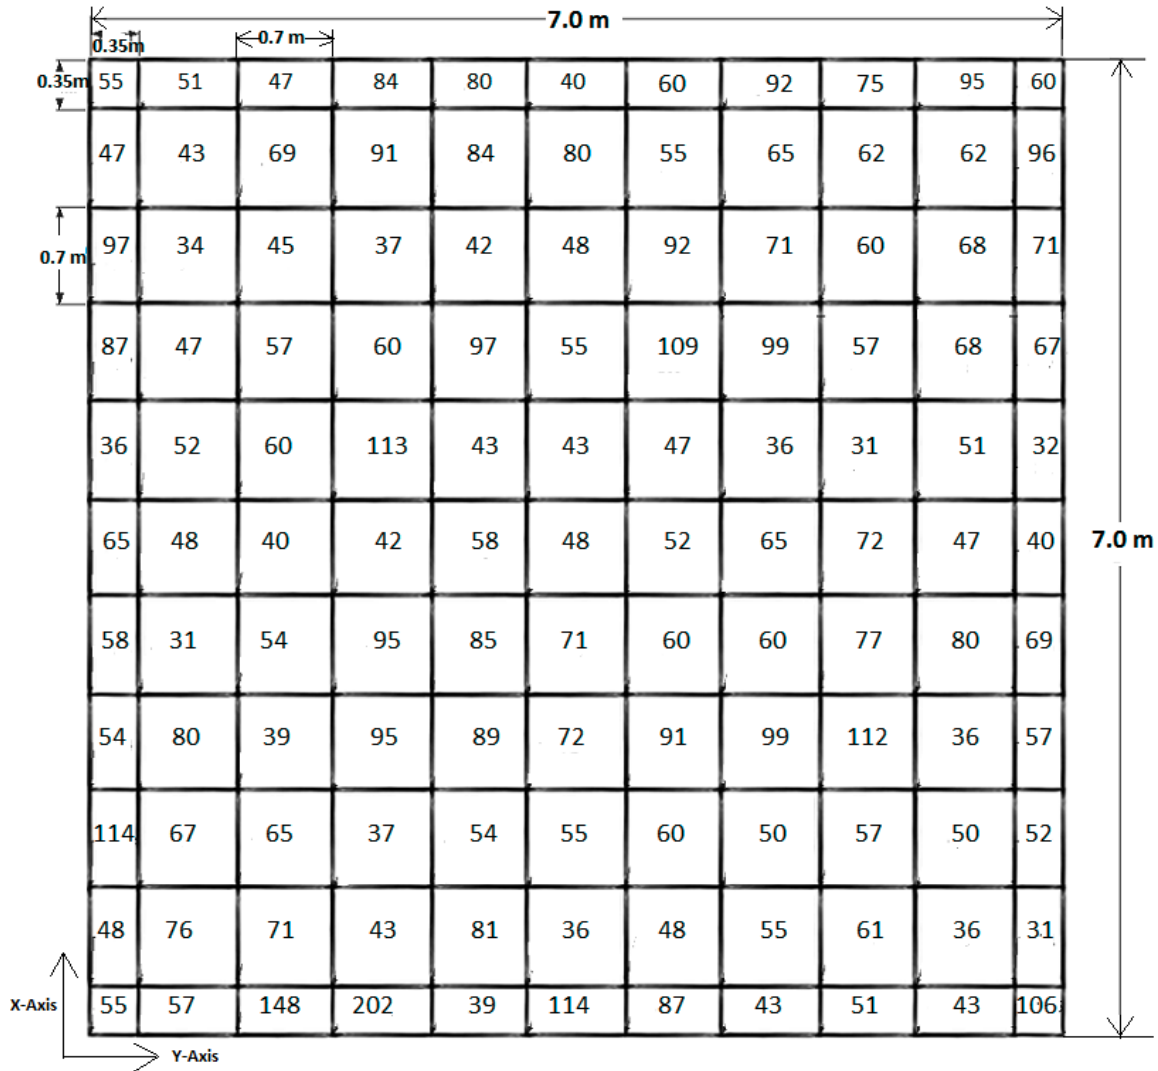 7.0 m
0.35m 0.7 m
0.35m 55 51 47 84 80 40 60 92 75 95 60
47 43 69 91 84 80 55 65 62 62 96
0.7 m 97 34 45 37 42 48 92 71 60 68 71
87 47 57 60 97 55 109 99 57 68 67
36 52 60 113 43 43 47 36 31 51 32
65 48 40 42 58 48 52 65 72 47 40 7.0 m
58 31 54 95 85 71 60 60 77 80 69
54 80 39 95 89 72 91 99 112 36 57
114 67 65 37 54 55 60 50 57 50 52
48 76 71 43 81 36 48 55 61 36 31
X-Axis 55 57 148 202 39 114 87 43 51 43 106
Y-Axis